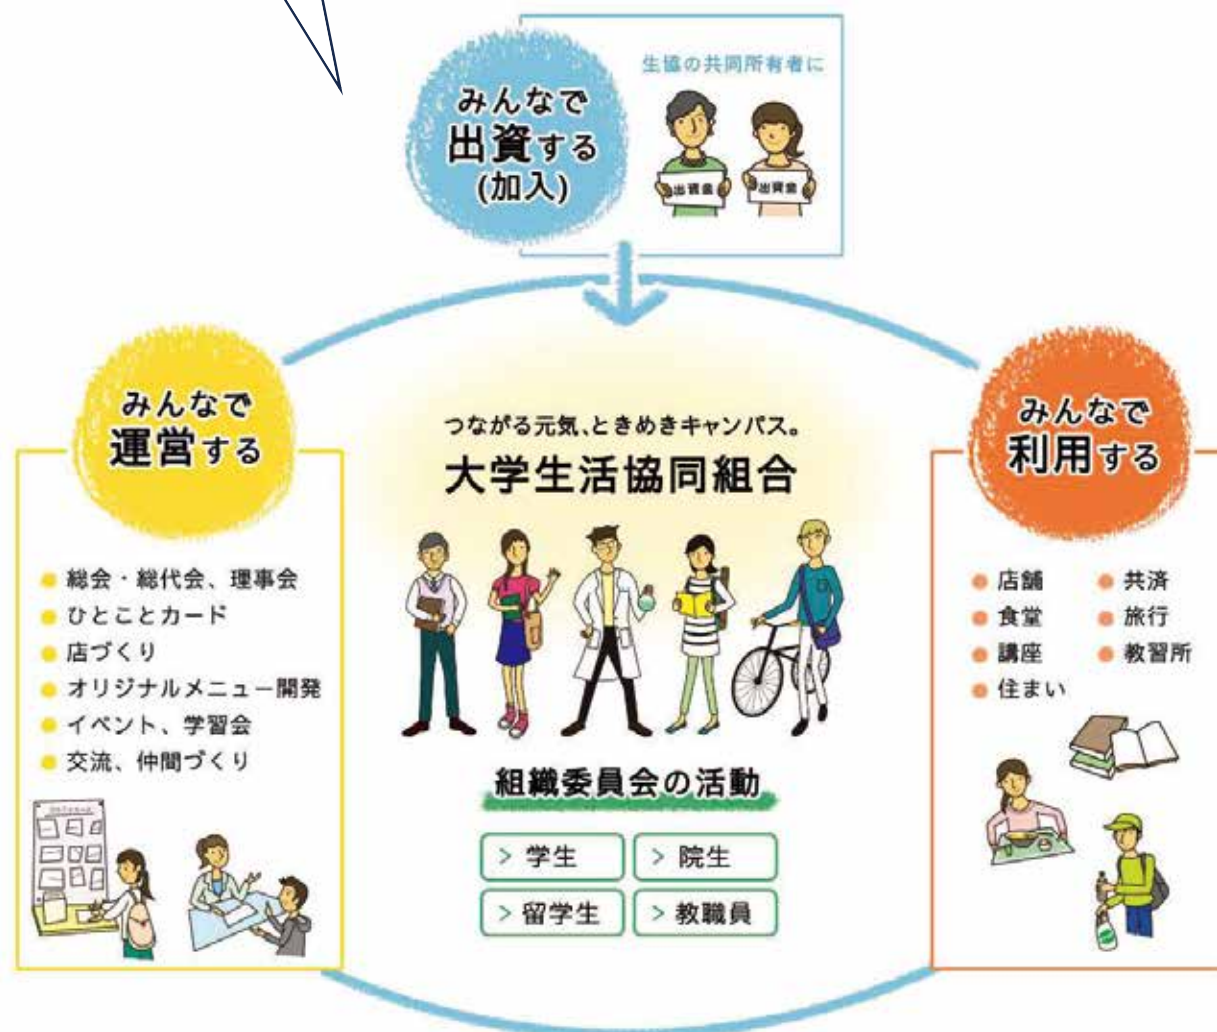 生協の共同所有者に
みんなで
出資する
(加入)
出資金
出資金
みんなで
運営する
総会・総代会、理事会
ひとことカード
店づくり
オリジナルメニュー開発
イベント、学習会
交流、仲間づくり
つながる元気、ときめきキャンパス。
大学生活協同組合
組織委員会の活動
> 学生
> 院生
> 留学生
> 教職員
みんなで
利用する
店舗
食堂
講座
住まい
共済
旅行
教習所